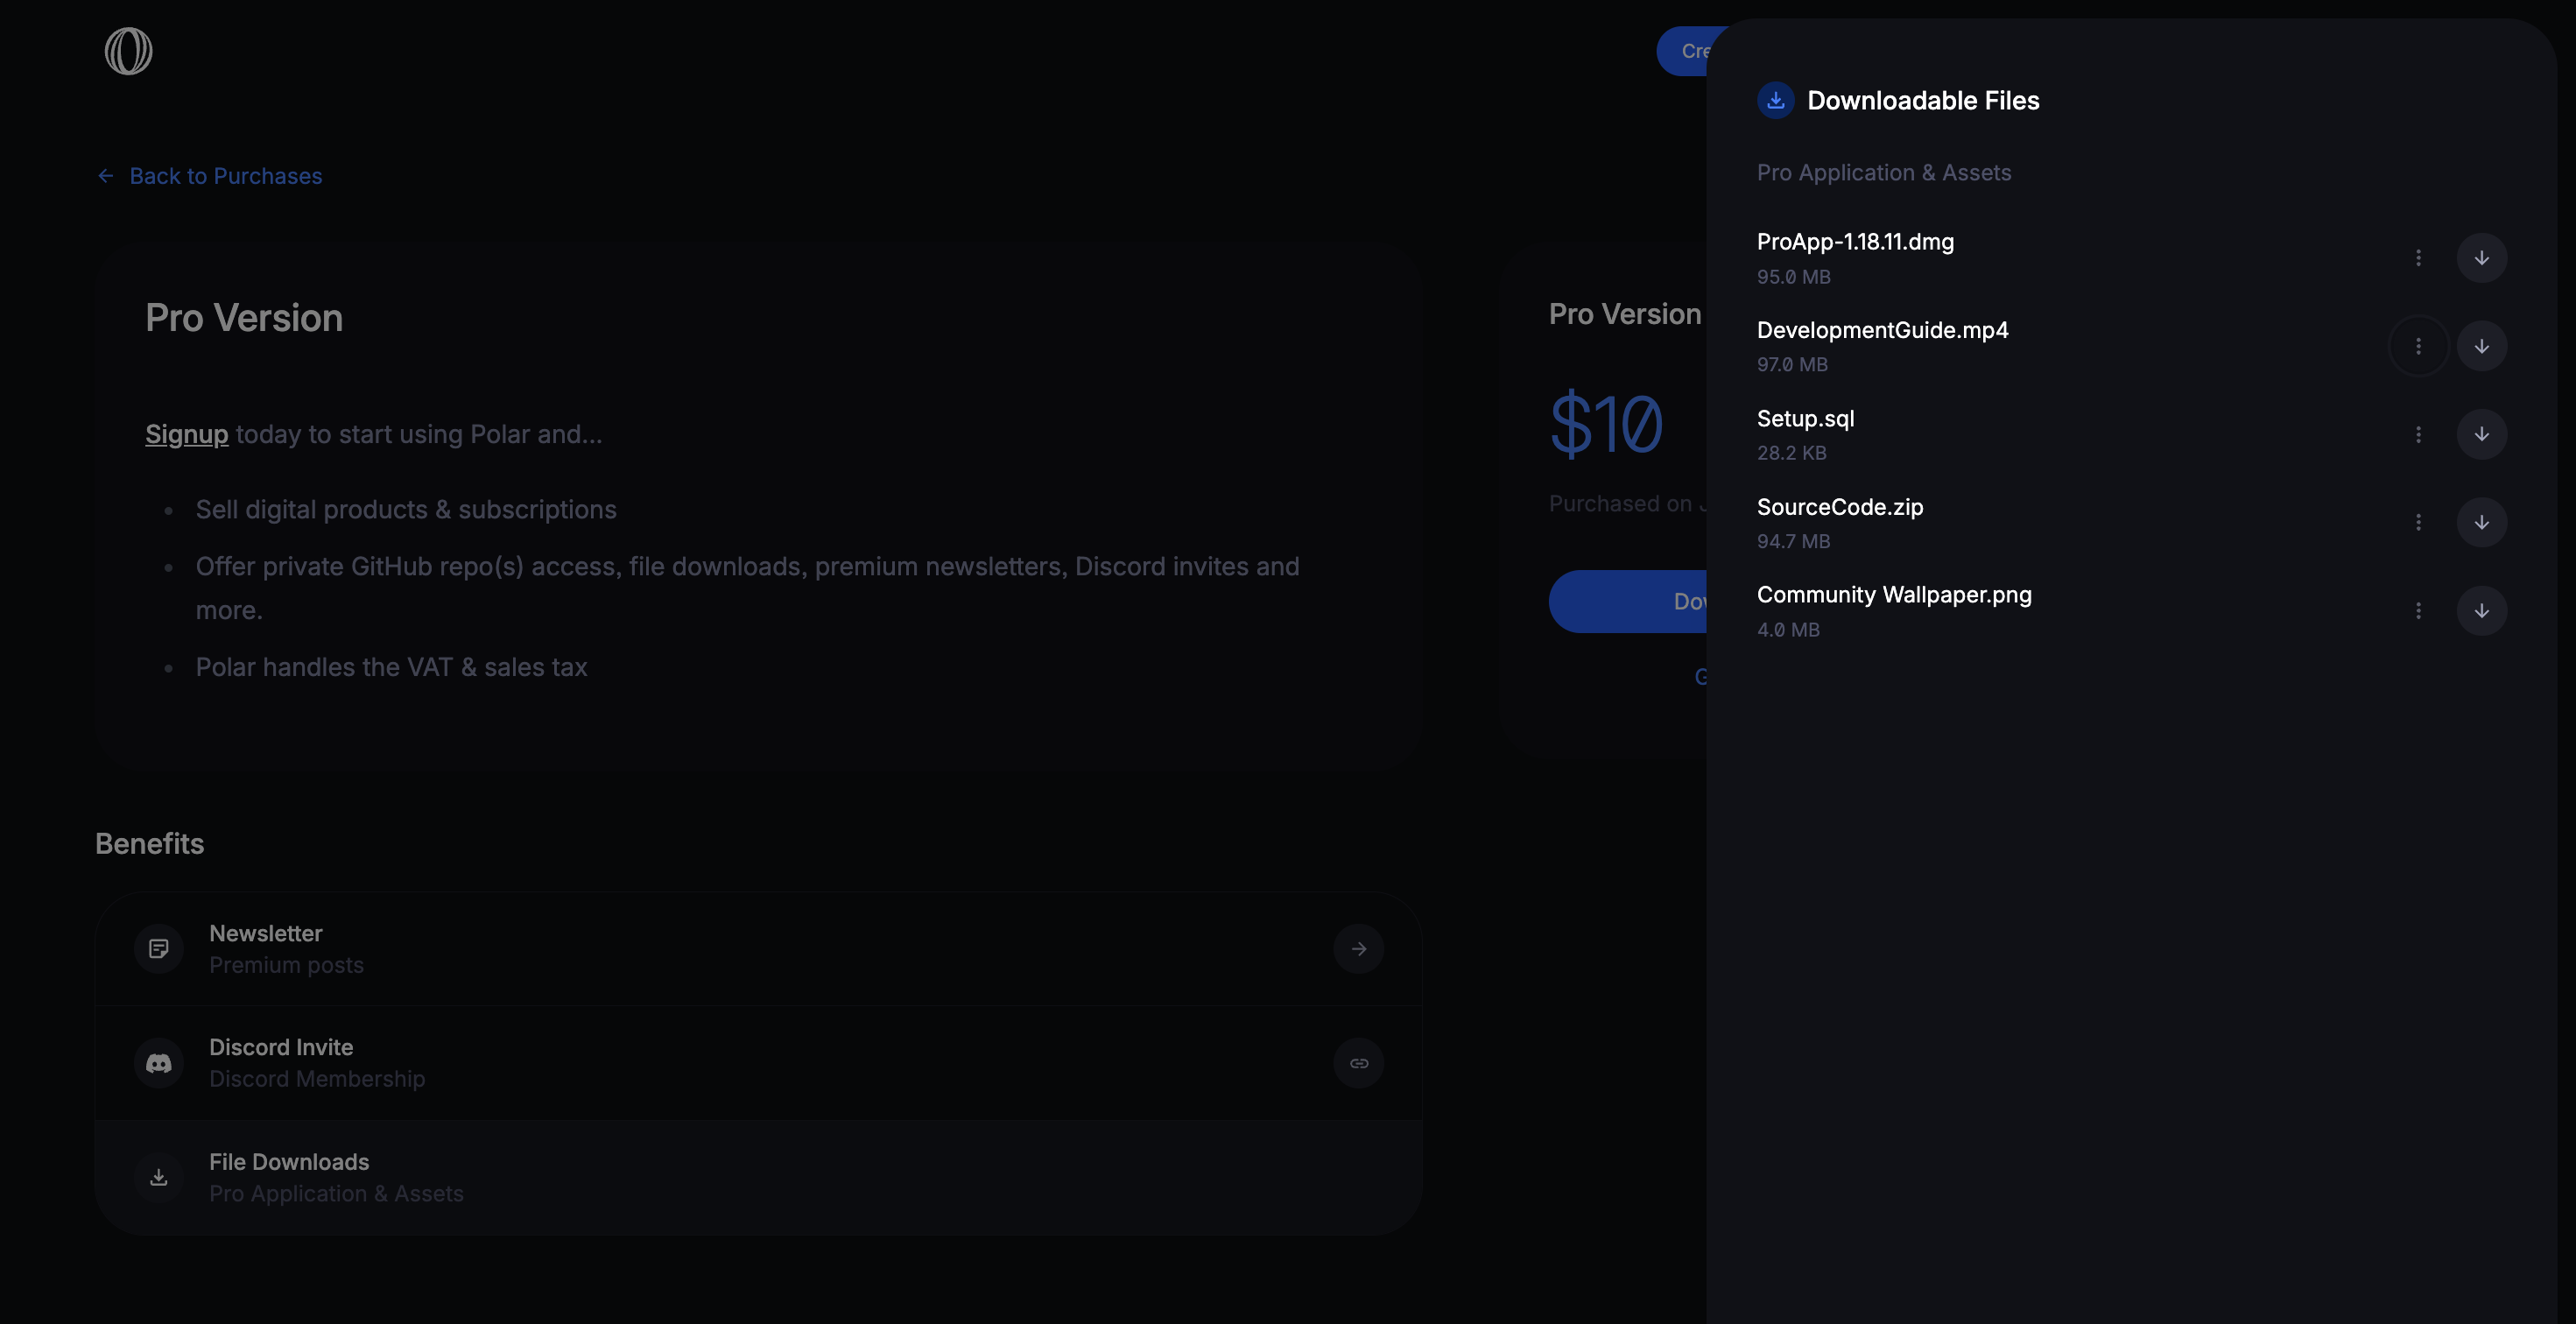 Back to Purchases
Pro Version
Signup today to start using Polar and...
Sell digital products & subscriptions
Offer private GitHub repo(s) access, file downloads, premium newsletters, Discord invites and
more.
Polar handles the VAT & sales tax
Benefits
Newsletter
Premium posts
Discord Invite
Discord Membership
File Downloads
Pro Application & Assets
Pro Version
$10
Purchased on
Downloadable Files
Pro Application & Assets
ProApp-1.18.11.dmg
95.0 MB
DevelopmentGuide.mp4
97.0 MB
Setup.sql
28.2 KB
SourceCode.zip
94.7 MB
Community Wallpaper.png
4.0 MB